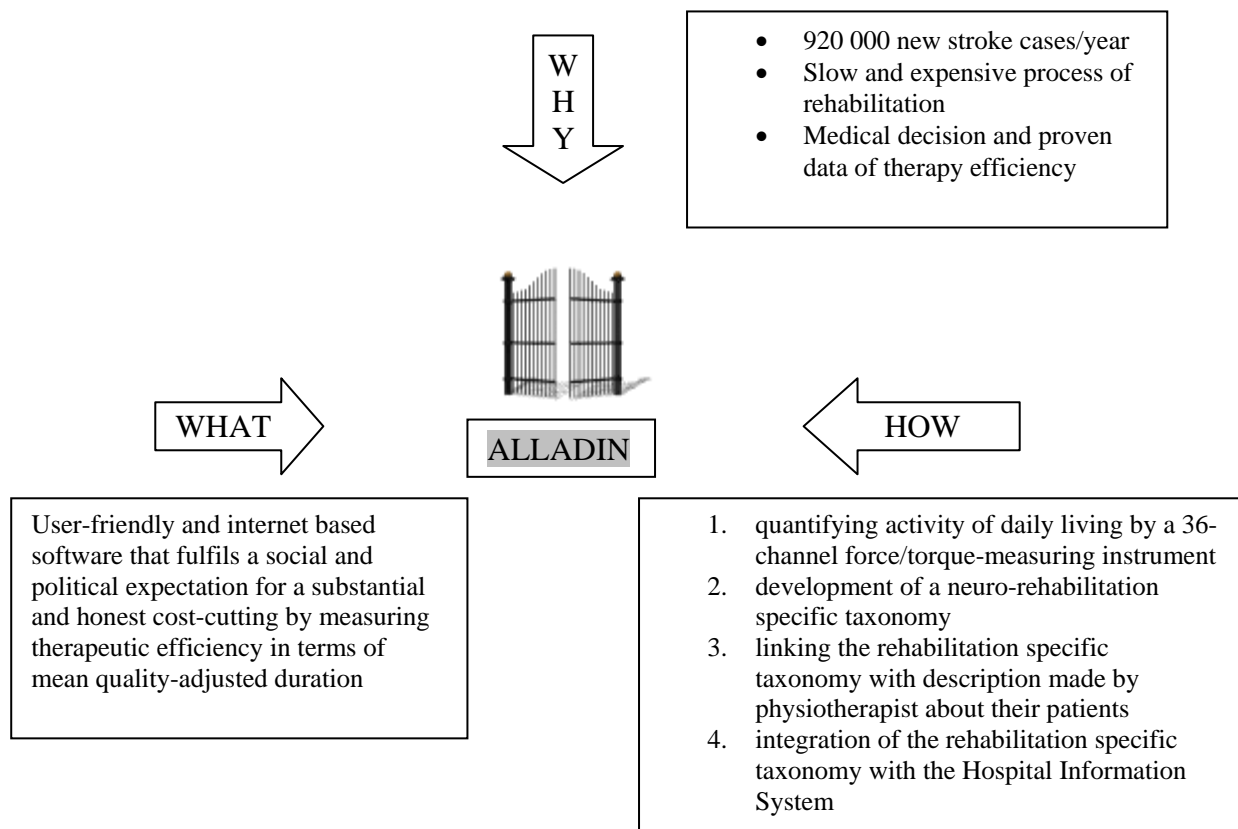 W
H
Y
• 920 000 new stroke cases/year
• Slow and expensive process of
rehabilitation
• Medical decision and proven
data of therapy efficiency
WHAT
ALLADIN
HOW
User-friendly and internet based
software that fulfils a social and
political expectation for a substantial
and honest cost-cutting by measuring
therapeutic efficiency in terms of
mean quality-adjusted duration
1. quantifying activity of daily living by a 36-
channel force/torque-measuring instrument
2. development of a neuro-rehabilitation
specific taxonomy
3. linking the rehabilitation specific
taxonomy with description made by
physiotherapist about their patients
4. integration of the rehabilitation specific
taxonomy with the Hospital Information
System